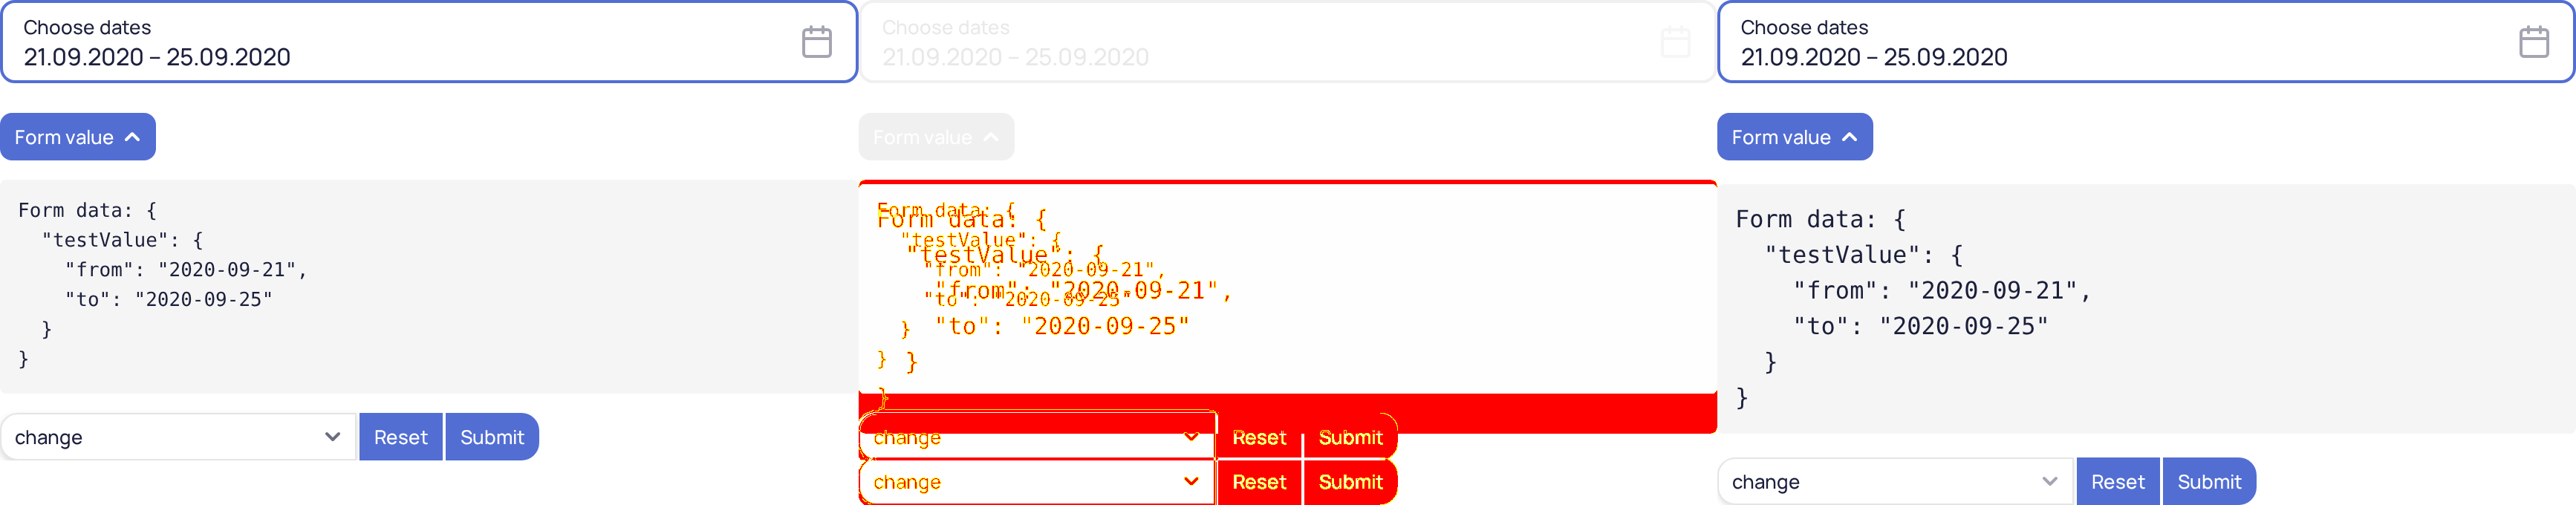 Choose dates
21.09.2020 – 25.09.2020
Form value
Form data: {
  "testValue": {
    "from": "2020-09-21",
    "to": "2020-09-25"
  }
}
change
Reset
Submit
Choose dates
21.09.2020 – 25.09.2020
Form value
Form data: {
Form data: {
  "testValue": {
  "testValue": {
    "from": "2020-09-21",
    "from": "2020-09-21",
    "to": "2020-09-25"
    "to": "2020-09-25"
  }
  }
}
}
change
Reset
Submit
change
Reset
Submit
Choose dates
21.09.2020 – 25.09.2020
Form value
Form data: {
  "testValue": {
    "from": "2020-09-21",
    "to": "2020-09-25"
  }
}
change
Reset
Submit